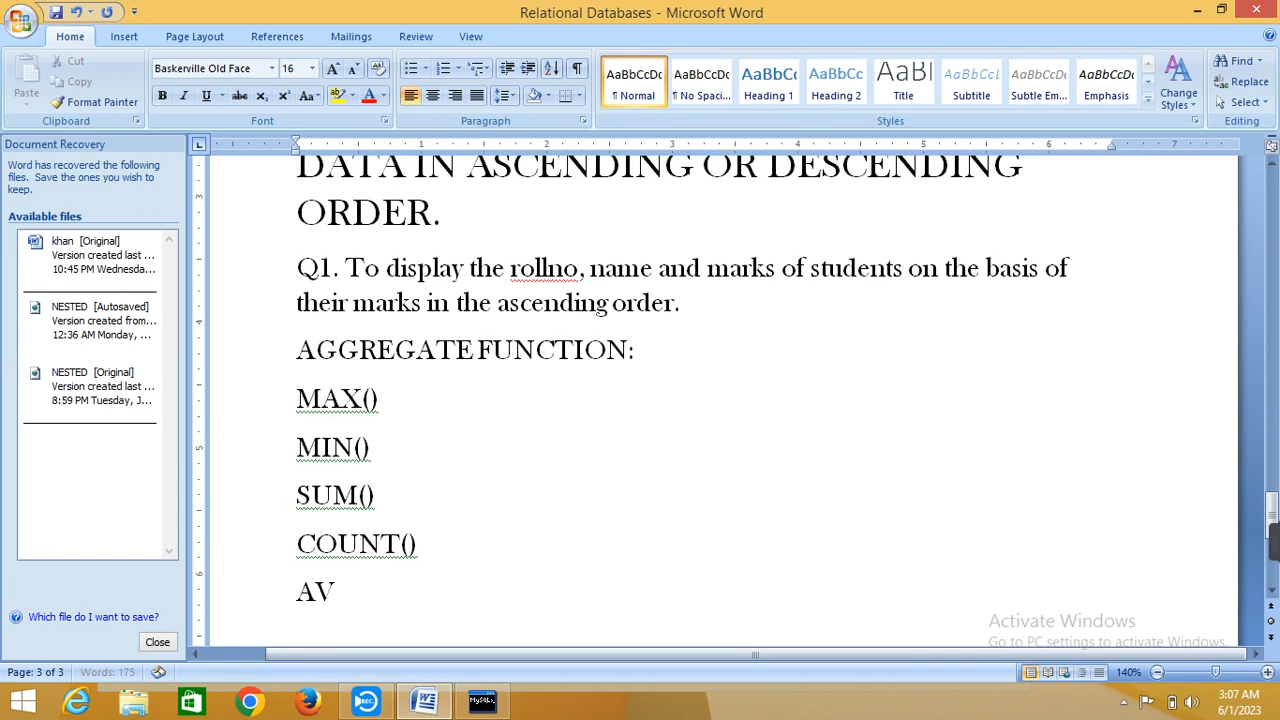 Relational Databases - Microsoft Word
Home Insert Page Layout References Mailings Review View
Paste
Cut
Copy
Format Painter
Clipboard
Baskerville Old Face 16
Font
Paragraph
AaBbCcDc AaBbCcDc AaBbCc AaBbCc AaBl AaBbCcL AaBbCcDc AaBbCcDc
¶ Normal ¶ No Spaci... Heading 1 Heading 2 Title Subtitle Subtle Em... Emphasis
Styles
Change Styles
Find
Replace
Select
Editing
Document Recovery
Word has recovered the following
files. Save the ones you wish to
keep.
Available files
khan [Original]
Version created last ...
10:45 PM Wednesda...
NESTED [Autosaved]
Version created from...
12:36 AM Monday, ...
NESTED [Original]
Version created last ...
8:59 PM Tuesday, J...
Which file do I want to save?
Close
DATA IN ASCENDING OR DESCENDING
ORDER.
Q1. To display the rollno, name and marks of students on the basis of
their marks in the ascending order.
AGGREGATE FUNCTION:
MAX()
MIN()
SUM()
COUNT()
AV
Activate Windows
Go to PC settings to activate Windows.
Page: 3 of 3 Words: 175
140%
3:07 AM
6/1/2023